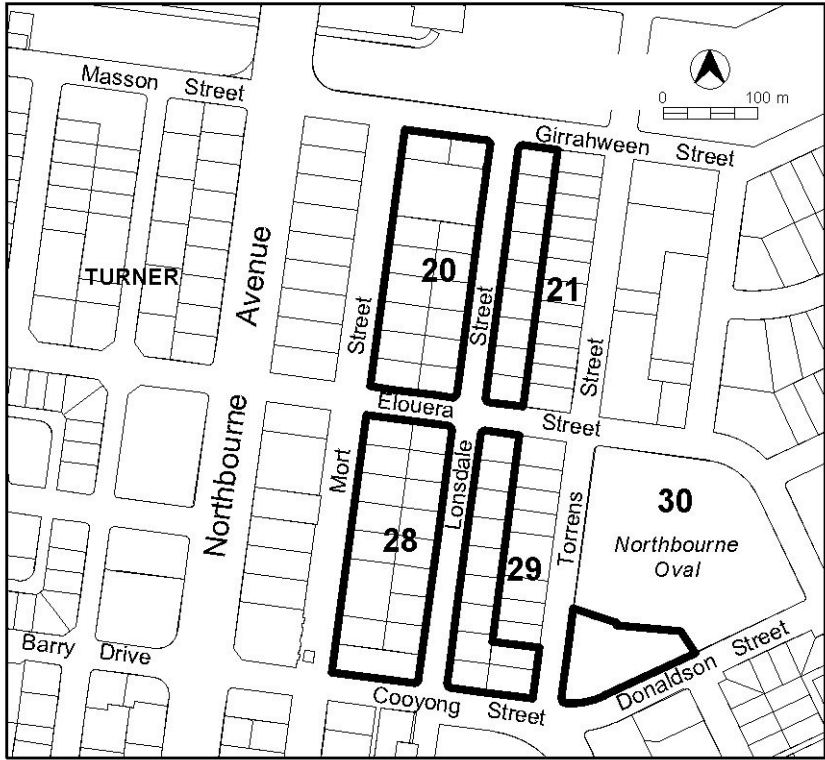 Masson Street
0 100 m
Girrahween Street
Avenue
20
TURNER
21
Street
Street
Street
Elouera Street
Northbourne
Mort
Lonsdale
30
Torrens
28
Northbourne
Oval
29
Barry Drive
Donaldson Street
Cooyong Street